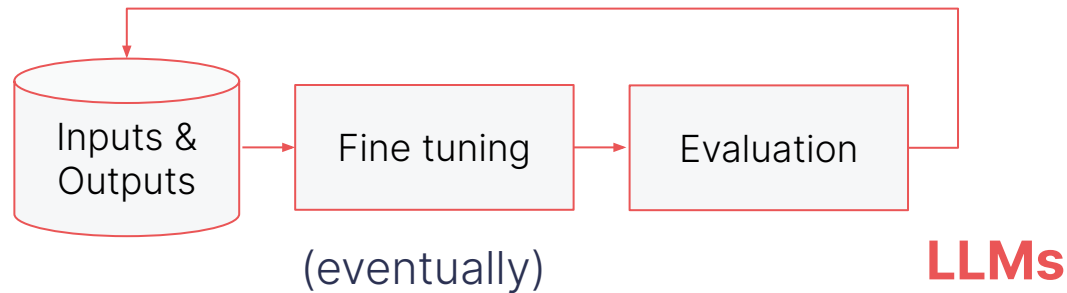 Inputs &
Outputs
Fine tuning
Evaluation
(eventually)
LLMs